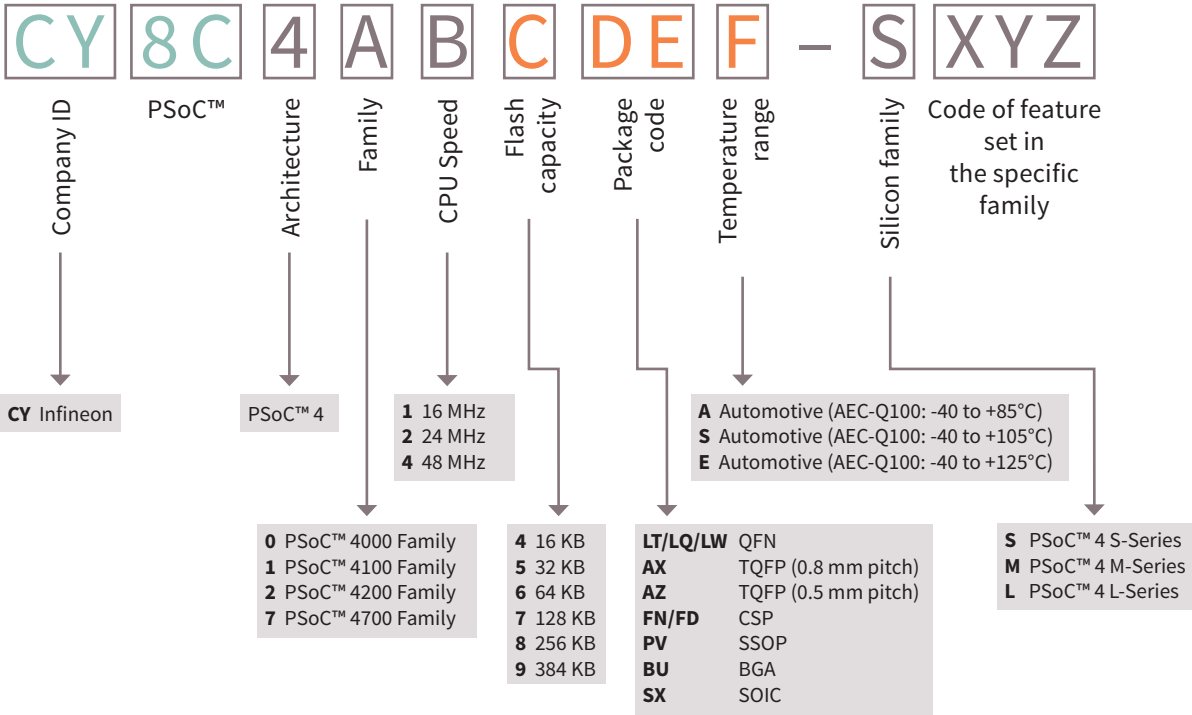 CY 8C 4 A B C DE F – S XYZ
Company ID
PSoC™
Architecture
Family
CPU Speed
Flash
capacity
Package
code
Temperature
range
Silicon family
Code of feature
set in
the specific
family
CY Infineon
PSoC™ 4
1 16 MHz
2 24 MHz
4 48 MHz
A Automotive (AEC-Q100: -40 to +85°C)
S Automotive (AEC-Q100: -40 to +105°C)
E Automotive (AEC-Q100: -40 to +125°C)
0 PSoC™ 4000 Family
1 PSoC™ 4100 Family
2 PSoC™ 4200 Family
7 PSoC™ 4700 Family
4 16 KB
5 32 KB
6 64 KB
7 128 KB
8 256 KB
9 384 KB
LT/LQ/LW QFN
AX TQFP (0.8 mm pitch)
AZ TQFP (0.5 mm pitch)
FN/FD CSP
PV SSOP
BU BGA
SX SOIC
S PSoC™ 4 S-Series
M PSoC™ 4 M-Series
L PSoC™ 4 L-Series